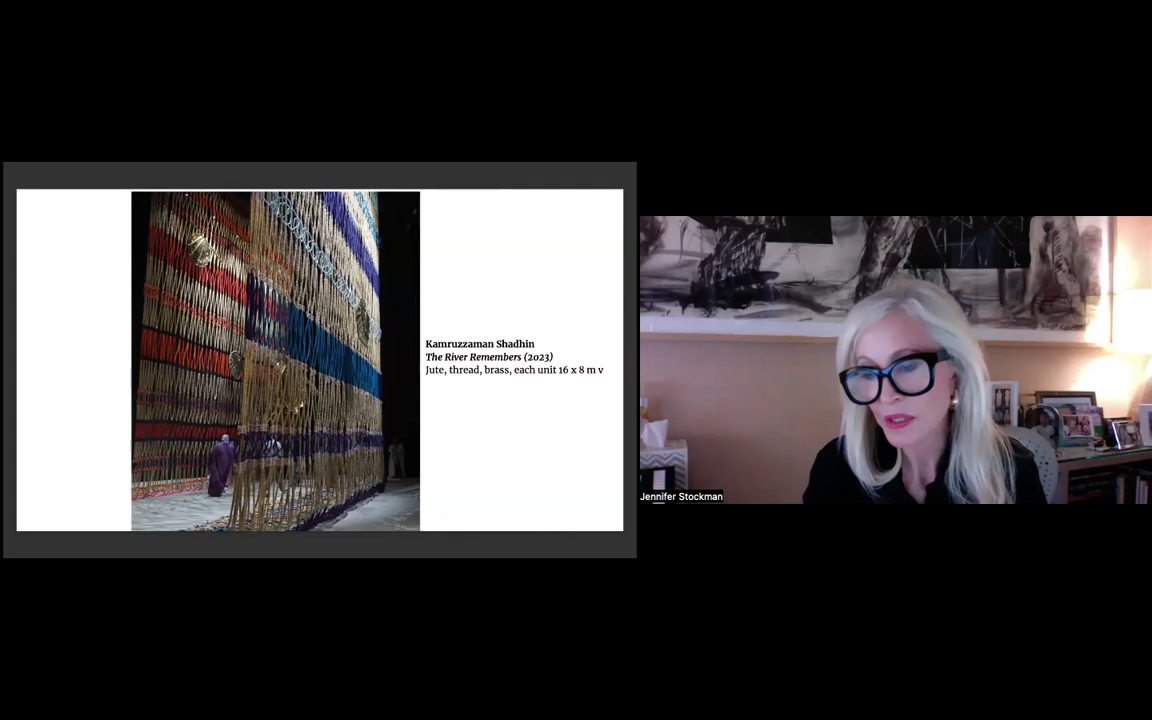 Kamruzzaman Shadhin
The River Remembers (2023)
Jute, thread, brass, each unit 16 x 8 m v
Jennifer Stockman